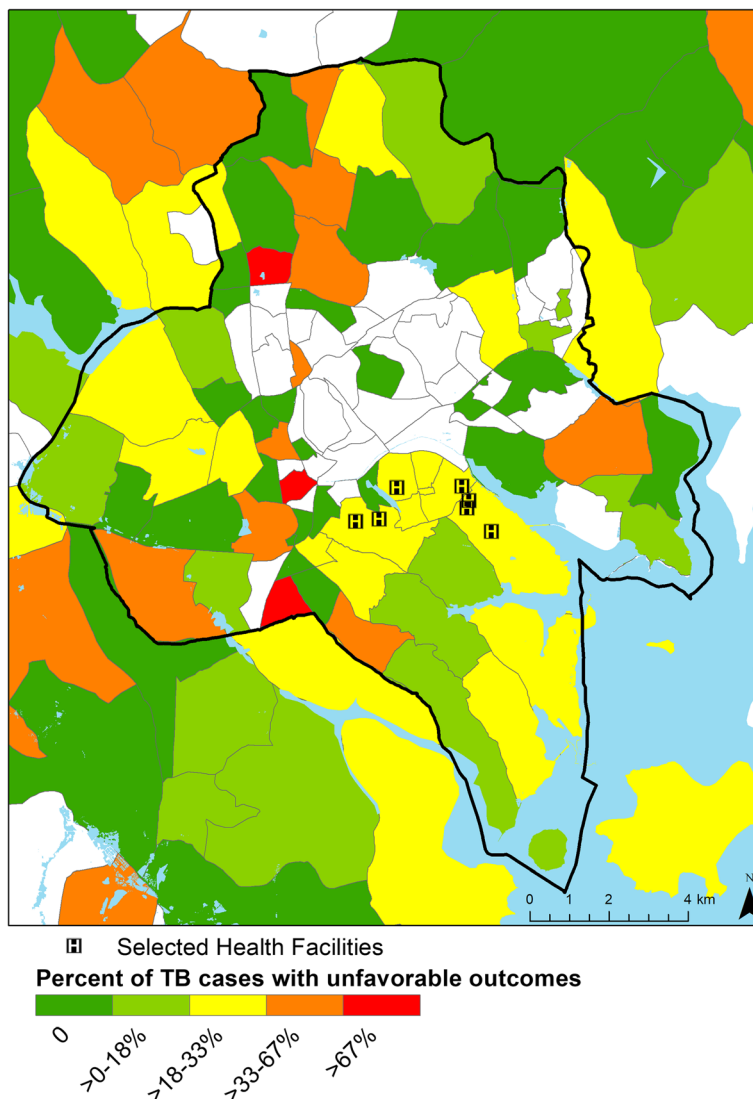 N
0 1 2 4 km
H Selected Health Facilities
Percent of TB cases with unfavorable outcomes
0 >0-18% >18-33% >33-67% >67%